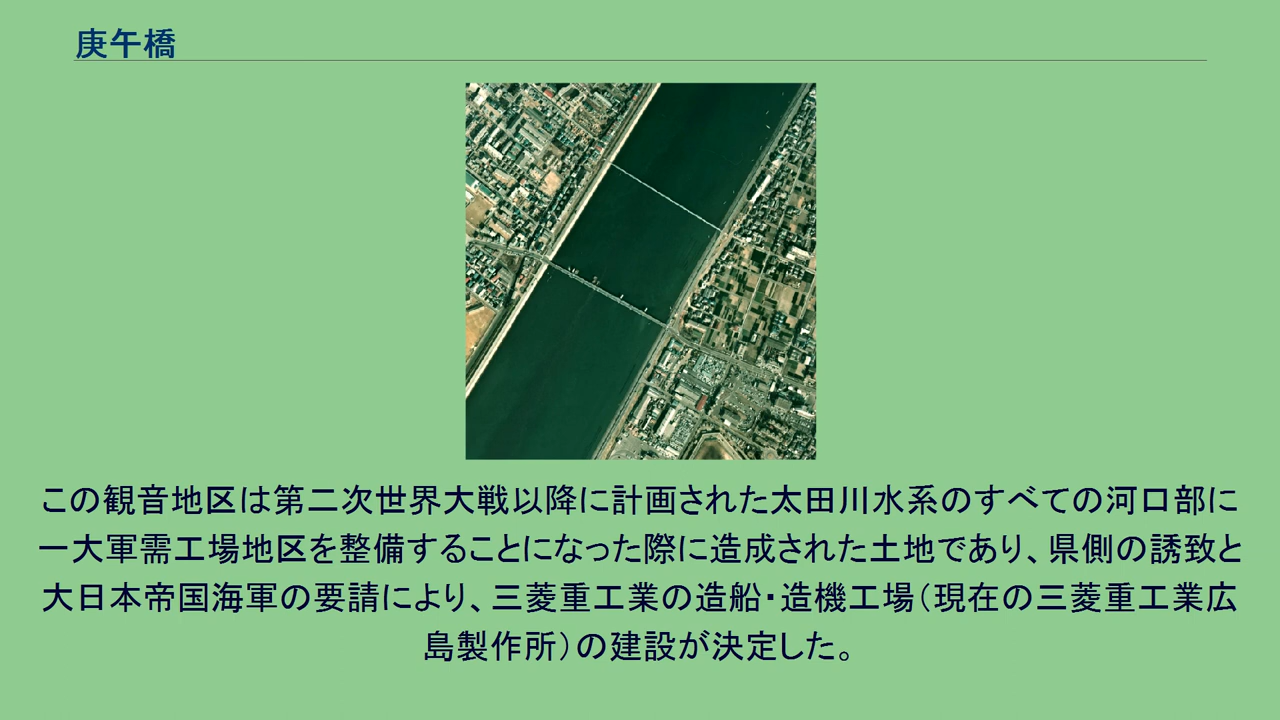 庚午橋
この観音地区は第二次世界大戦以降に計画された太田川水系のすべての河口部に
一大軍需工場地区を整備することになった際に造成された土地であり、県側の誘致と
大日本帝国海軍の要請により、三菱重工業の造船・造機工場（現在の三菱重工業広
島製作所）の建設が決定した。